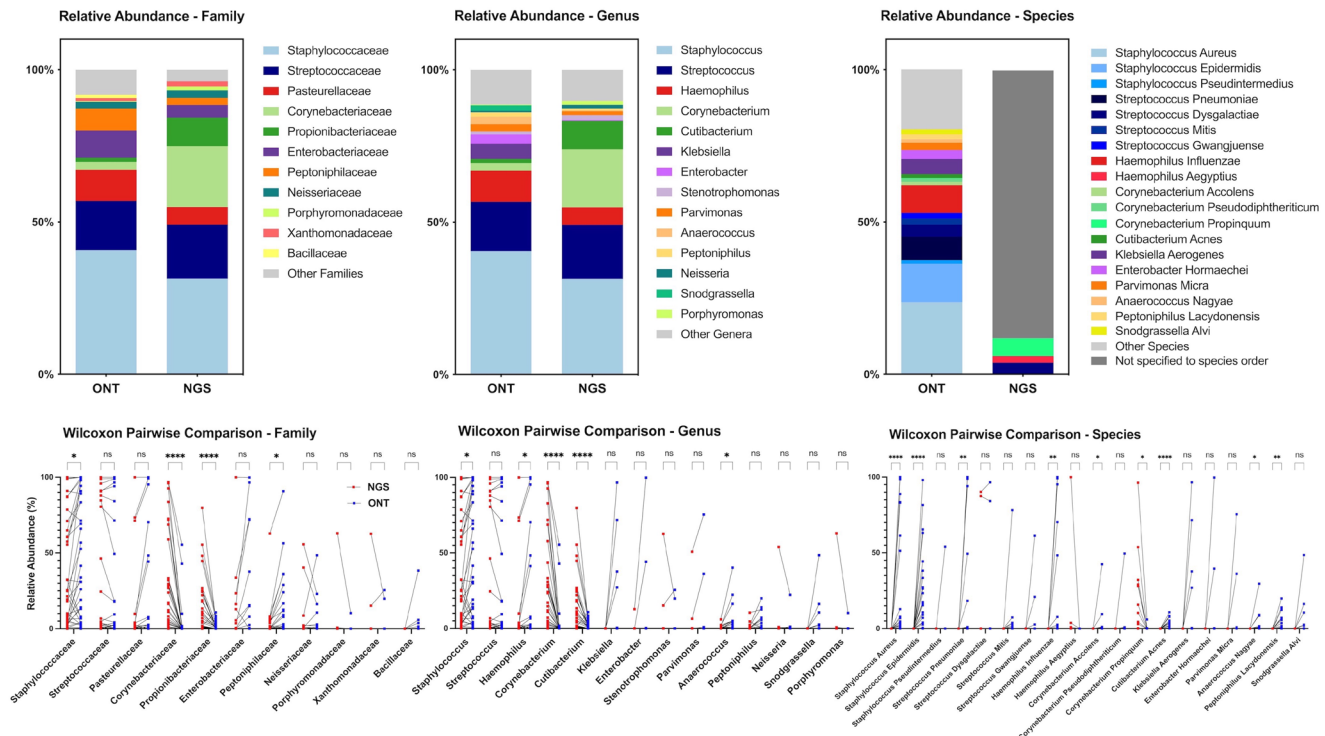 Relative Abundance - Family
100%
50%
0%
ONT
NGS
Staphylococcaceae
Streptococcaceae
Pasteurellaceae
Corynebacteriaceae
Propionibacteriaceae
Enterobacteriaceae
Peptoniphilaceae
Neisseriaceae
Porphyromonadaceae
Xanthomonadaceae
Bacillaceae
Other Families
Relative Abundance - Genus
100%
50%
0%
ONT
NGS
Staphylococcus
Streptococcus
Haemophilus
Corynebacterium
Cutibacterium
Klebsiella
Enterobacter
Stenotrophomonas
Parvimonas
Anaerococcus
Peptoniphilus
Neisseria
Snodgrassella
Porphyromonas
Other Genera
Relative Abundance - Species
100%
50%
0%
ONT
NGS
Staphylococcus Aureus
Staphylococcus Epidermidis
Staphylococcus Pseudintermedius
Streptococcus Pneumoniae
Streptococcus Dysgalactiae
Streptococcus Mitis
Streptococcus Gwangjuense
Haemophilus Influenzae
Haemophilus Aegyptius
Corynebacterium Accolens
Corynebacterium Pseudodiphtheriticum
Corynebacterium Propinquum
Cutibacterium Acnes
Klebsiella Aerogenes
Enterobacter Hormaechei
Parvimonas Micra
Anaerococcus Nagyae
Peptoniphilus Lacydonensis
Snodgrassella Alvi
Other Species
Not specified to species order
Wilcoxon Pairwise Comparison - Family
* ns ns **** **** ns * ns ns ns ns
NGS
ONT
Relative Abundance (%)
100
50
0
Staphylococcaceae
Streptococcaceae
Pasteurellaceae
Corynebacteriaceae
Propionibacteriaceae
Enterobacteriaceae
Peptoniphilaceae
Neisseriaceae
Porphyromonadaceae
Xanthomonadaceae
Bacillaceae
Wilcoxon Pairwise Comparison - Genus
* ns * **** **** ns ns ns ns * ns ns ns ns
100
50
0
Staphylococcus
Streptococcus
Haemophilus
Corynebacterium
Cutibacterium
Klebsiella
Enterobacter
Stenotrophomonas
Parvimonas
Anaerococcus
Peptoniphilus
Neisseria
Snodgrassella
Porphyromonas
Wilcoxon Pairwise Comparison - Species
**** **** ns ** ns ns ns ** ns * ns * **** ns ns ns * ** ns
100
50
0
Staphylococcus Aureus
Staphylococcus Epidermidis
Staphylococcus Pseudintermedius
Streptococcus Pneumoniae
Streptococcus Dysgalactiae
Streptococcus Mitis
Streptococcus Gwangjuense
Haemophilus Influenzae
Haemophilus Aegyptius
Corynebacterium Accolens
Corynebacterium Pseudodiphtheriticum
Corynebacterium Propinquum
Cutibacterium Acnes
Klebsiella Aerogenes
Enterobacter Hormaechei
Parvimonas Micra
Anaerococcus Nagyae
Peptoniphilus Lacydonensis
Snodgrassella Alvi